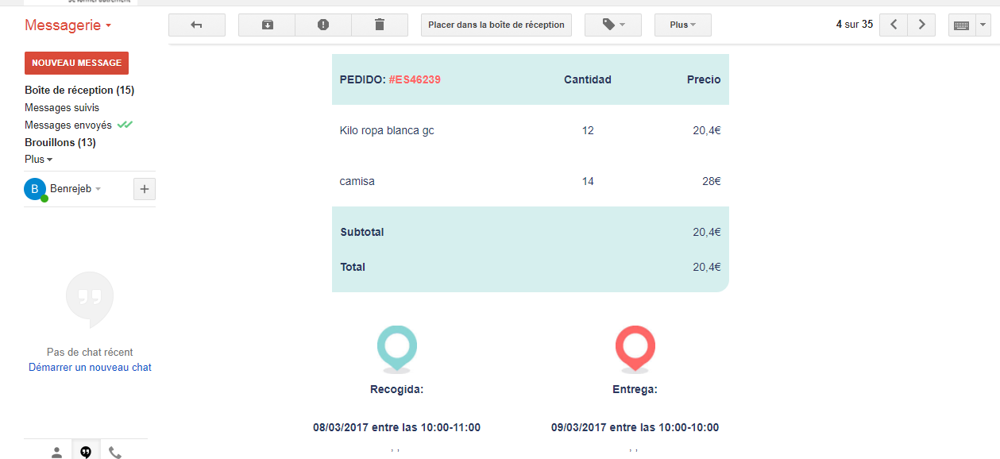 Messagerie
Placer dans la boîte de réception
Plus
4 sur 35
NOUVEAU MESSAGE
Boîte de réception (15)
Messages suivis
Messages envoyés
Brouillons (13)
Plus
B Benrejeb
+
Pas de chat récent
Démarrer un nouveau chat
PEDIDO: #ES46239 Cantidad Precio
Kilo ropa blanca gc 12 20,4€
camisa 14 28€
Subtotal 20,4€
Total 20,4€
Recogida: Entrega:
08/03/2017 entre las 10:00-11:00 09/03/2017 entre las 10:00-10:00
, , , ,